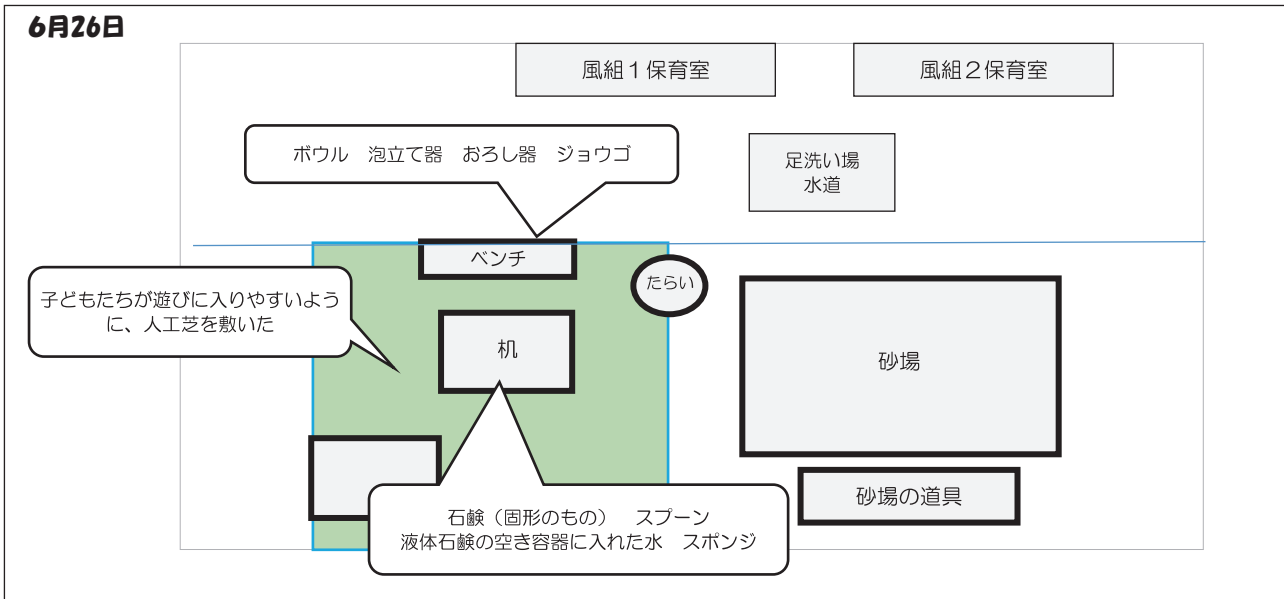 6月26日
風組1保育室
風組2保育室
ボウル　泡立て器　おろし器　ジョウゴ
足洗い場
水道
ベンチ
たらい
子どもたちが遊びに入りやすいよう
に、人工芝を敷いた
机
砂場
砂場の道具
石鹸（固形のもの）　スプーン
液体石鹸の空き容器に入れた水　スポンジ